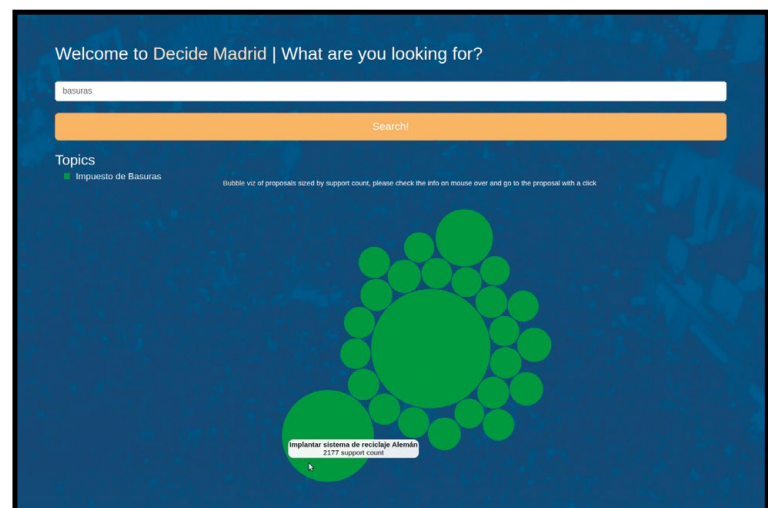 Welcome to Decide Madrid | What are you looking for?
basuras
Search!
Topics
Impuesto de Basuras
Bubble viz of proposals sized by support count, please check the info on mouse over and go to the proposal with a click
Implantar sistema de reciclaje Alemán
2177 support count